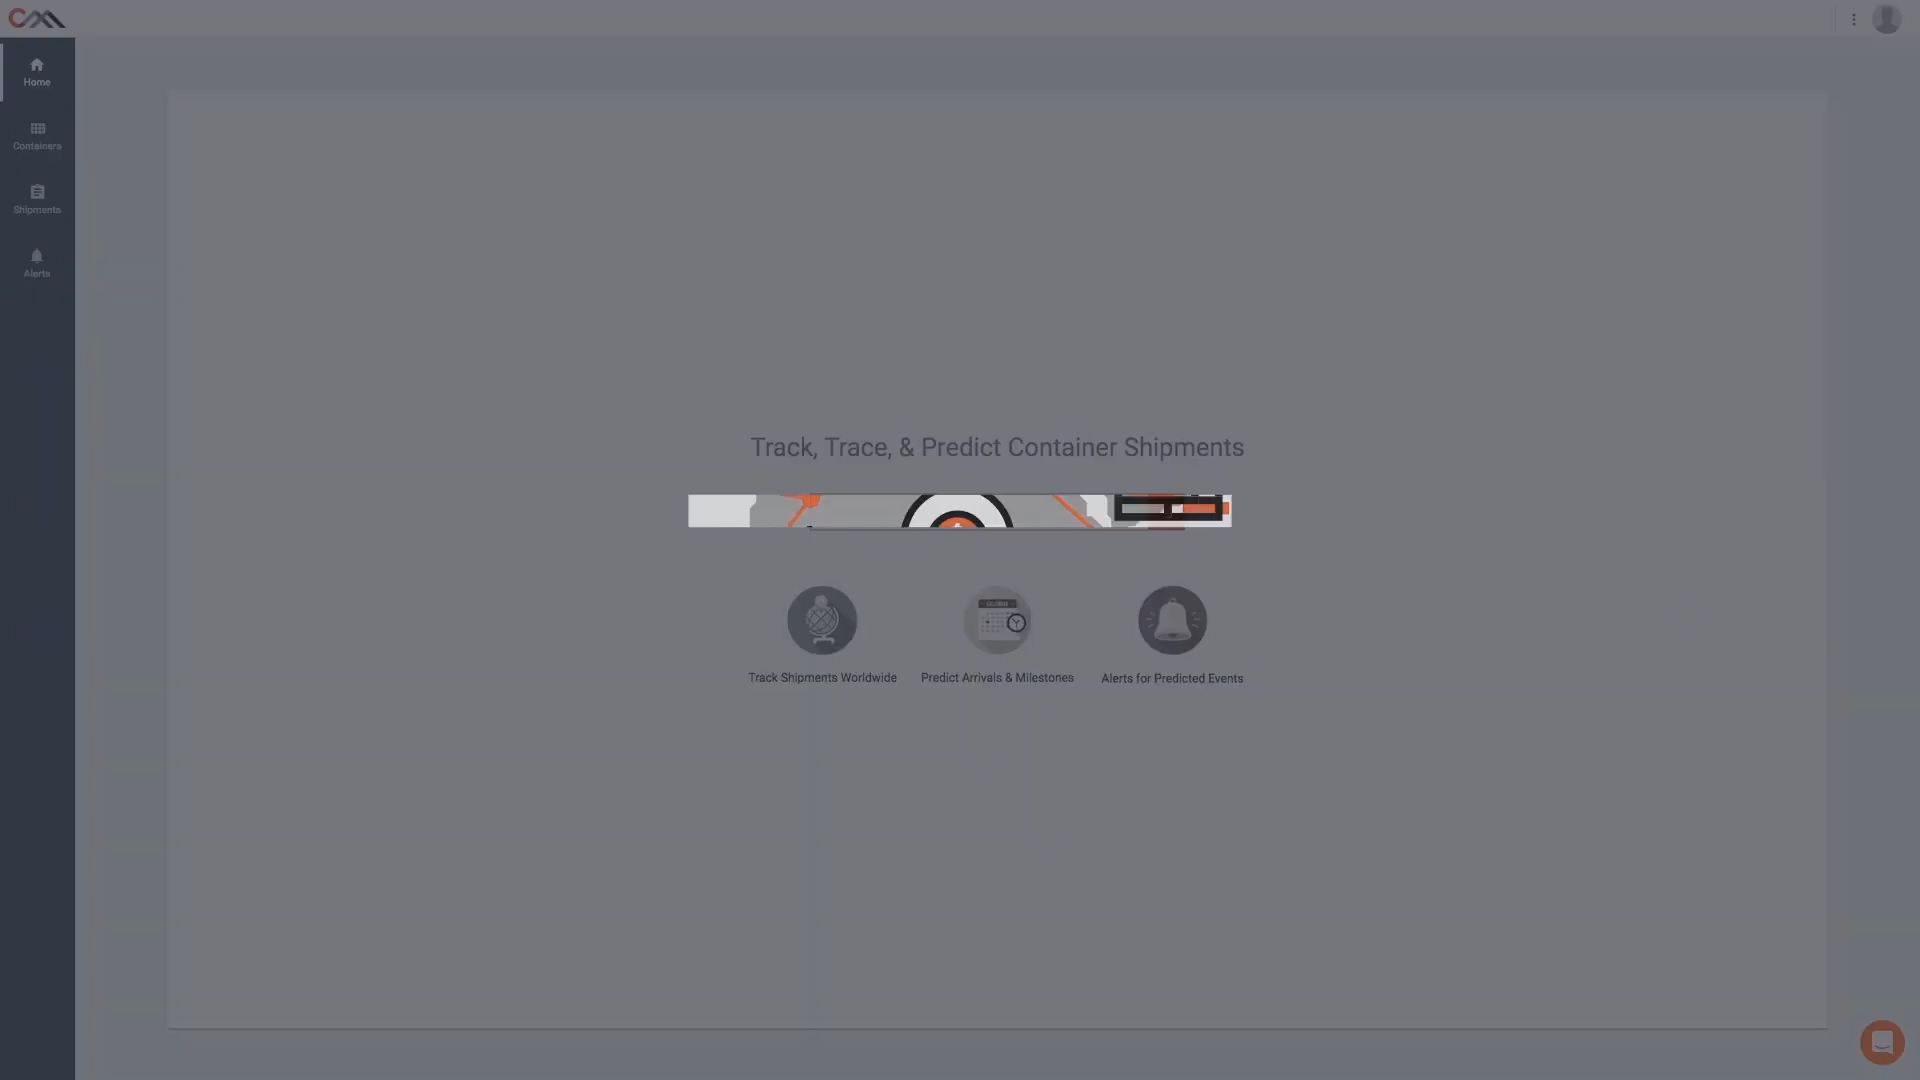 Home
Containers
Shipments
Alerts
Track, Trace, & Predict Container Shipments
CALENDAR
Track Shipments Worldwide
Predict Arrivals & Milestones
Alerts for Predicted Events